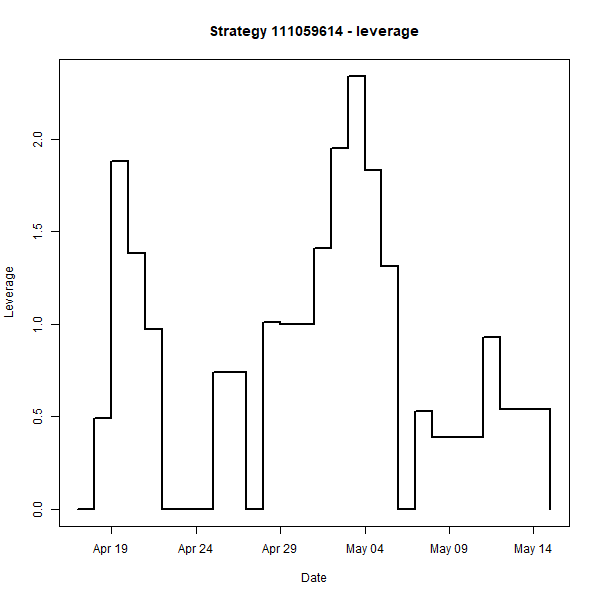 Strategy 111059614 - leverage
Leverage
2.0
1.5
1.0
0.5
0.0
Apr 19 Apr 24 Apr 29 May 04 May 09 May 14
Date